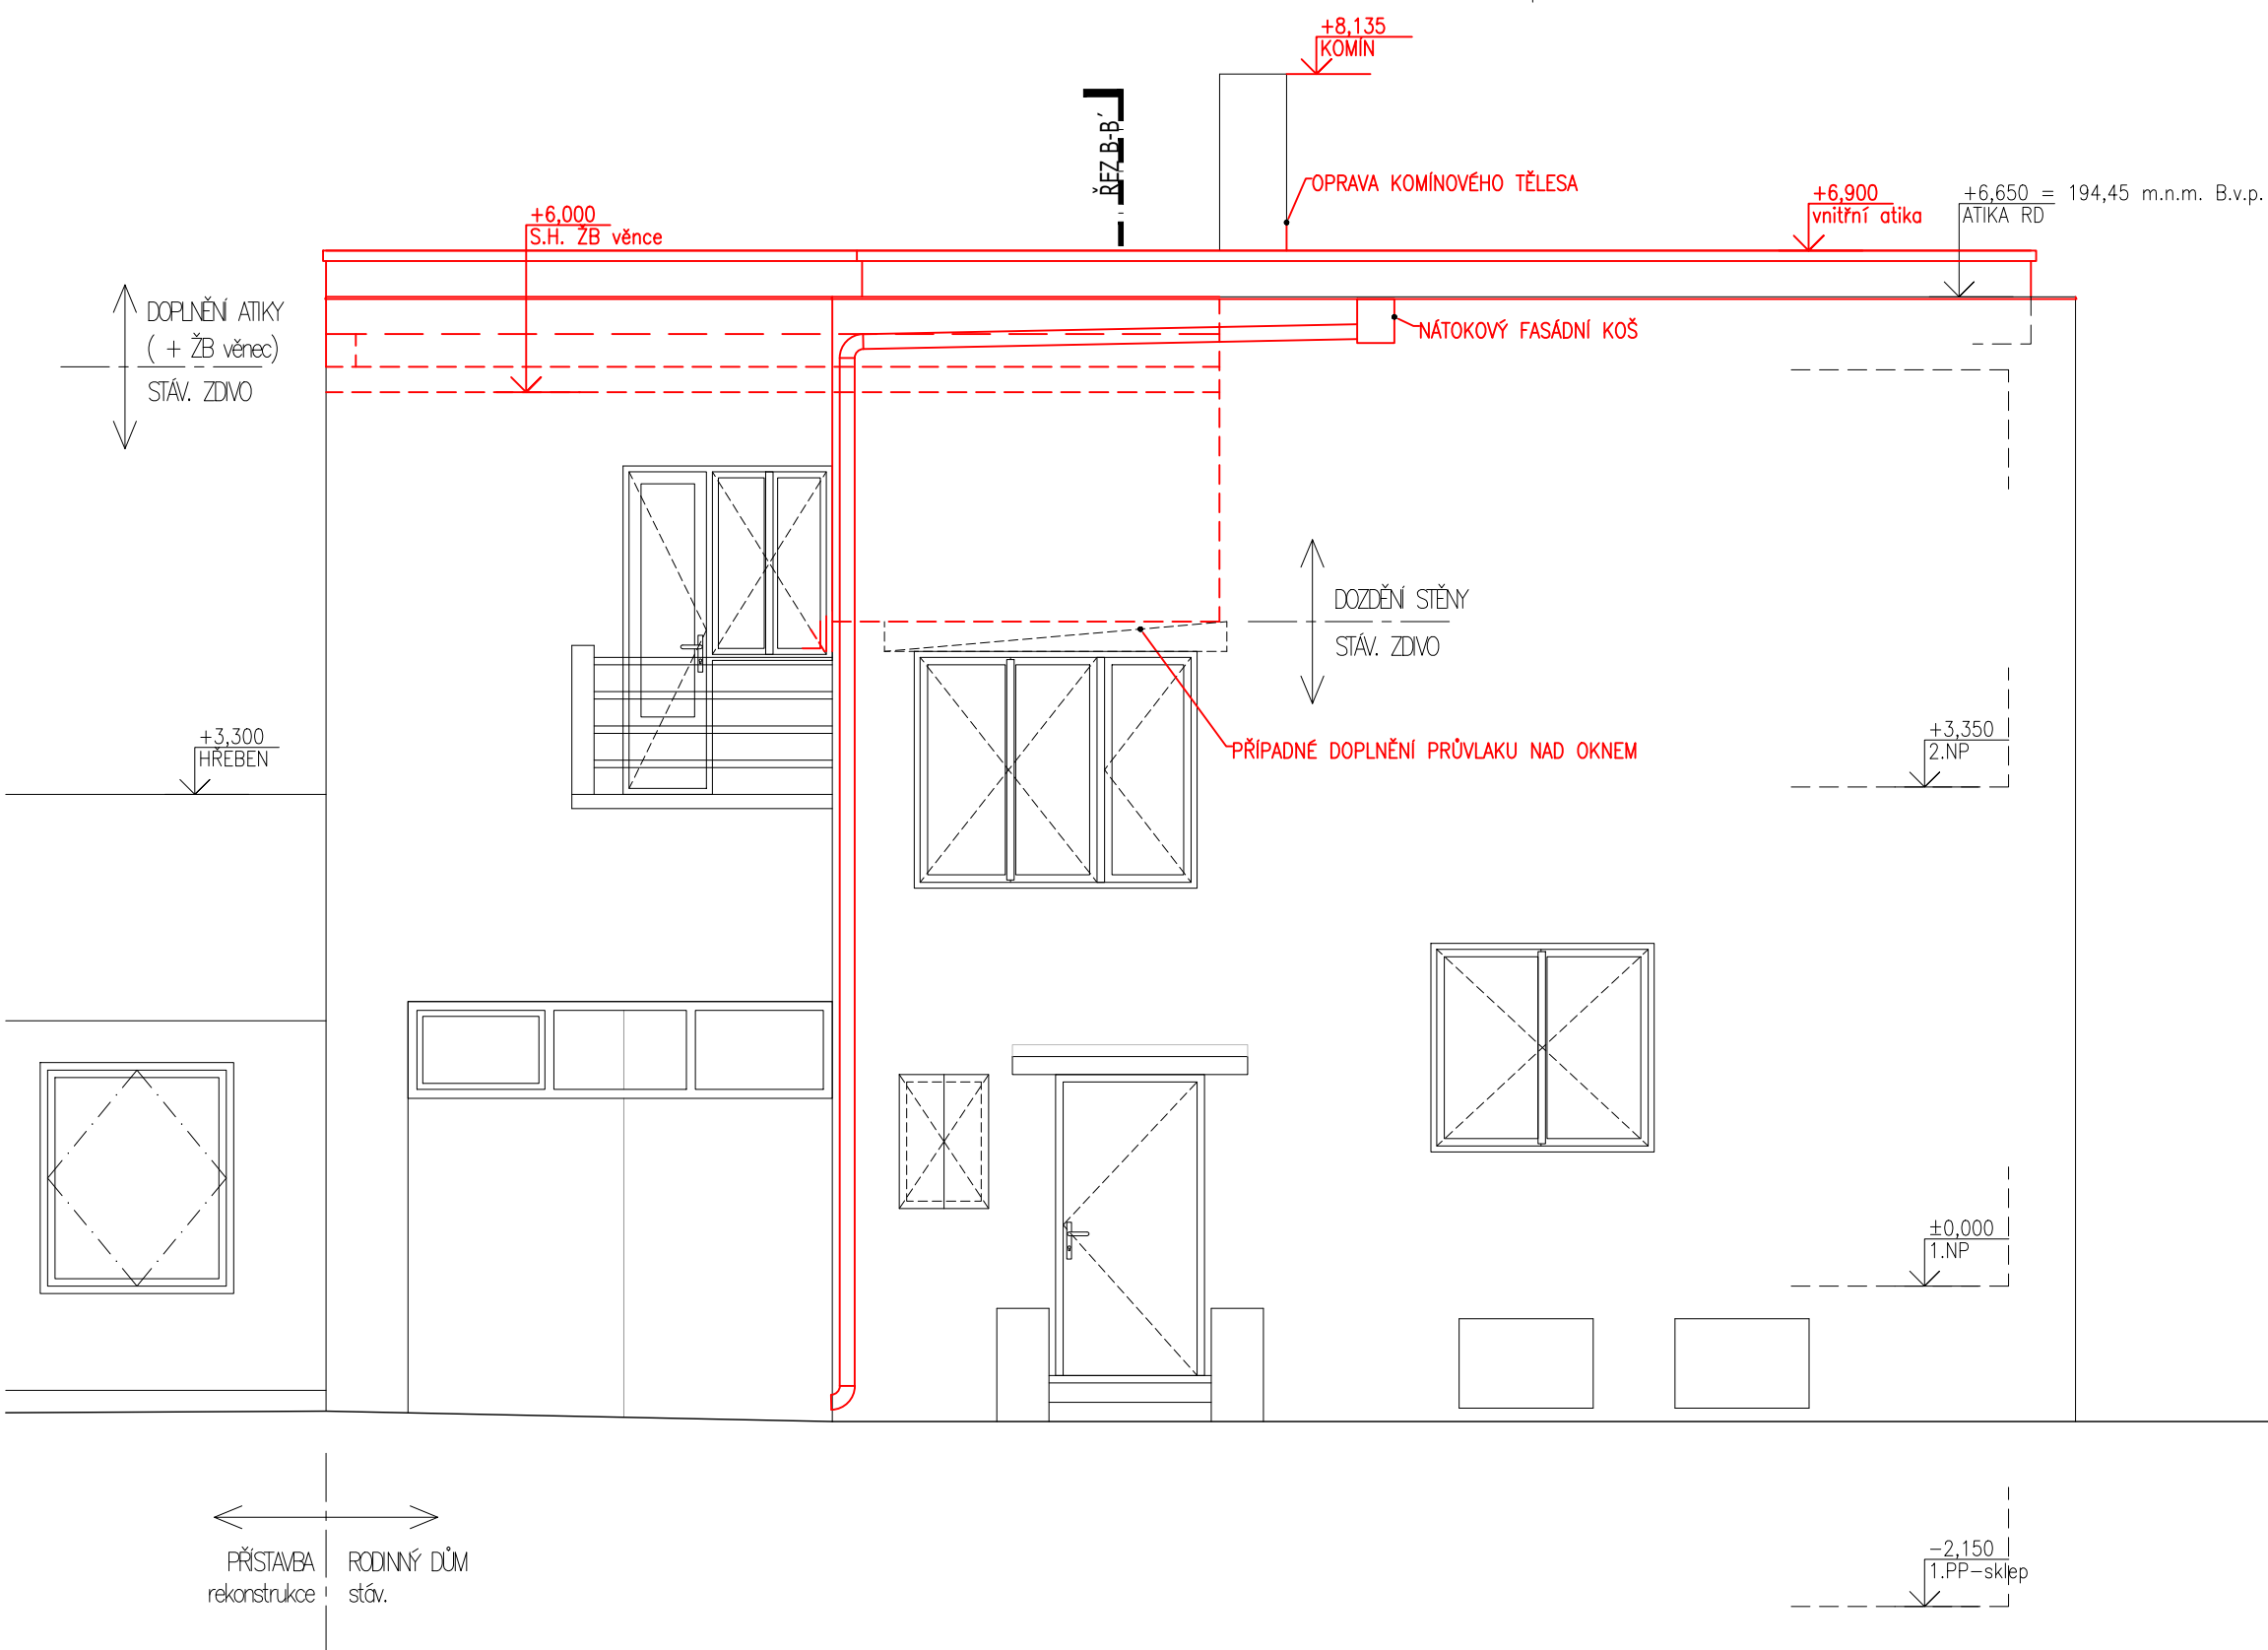 +8,135
KOMÍN
ŘEZ B-B´
OPRAVA KOMÍNOVÉHO TĚLESA
+6,900
vnitřní atika
+6,650 = 194,45 m.n.m. B.v.p.
ATIKA RD
+6,000
S.H. ŽB věnce
DOPLNĚNÍ ATIKY
( + ŽB věnec)
STÁV. ZDIVO
NÁTOKOVÝ FASÁDNÍ KOŠ
DOZDĚNÍ STĚNY
STÁV. ZDIVO
+3,300
HŘEBEN
PŘÍPADNÉ DOPLNĚNÍ PRŮVLAKU NAD OKNEM
+3,350
2.NP
±0,000
1.NP
PŘÍSTAVBA
rekonstrukce
RODINNÝ DŮM
stáv.
-2,150
1.PP-sklep